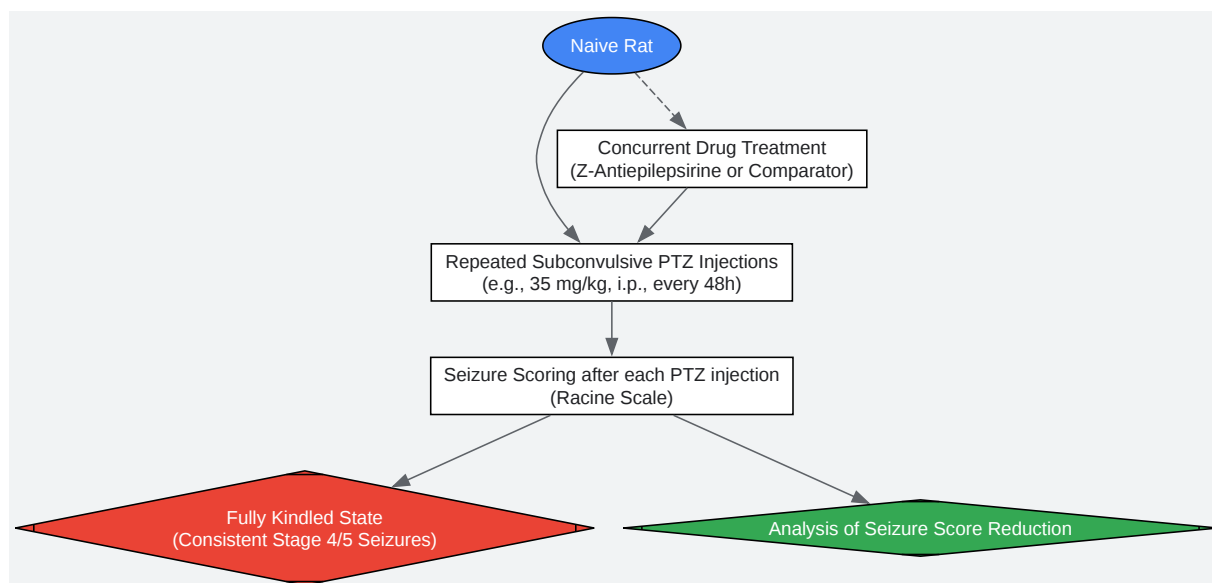 Naive Rat
Concurrent Drug Treatment
(Z-Antiepilepsirine or Comparator)
Repeated Subconvulsive PTZ Injections
(e.g., 35 mg/kg, i.p., every 48h)
Seizure Scoring after each PTZ injection
(Racine Scale)
Fully Kindled State
(Consistent Stage 4/5 Seizures)
Analysis of Seizure Score Reduction